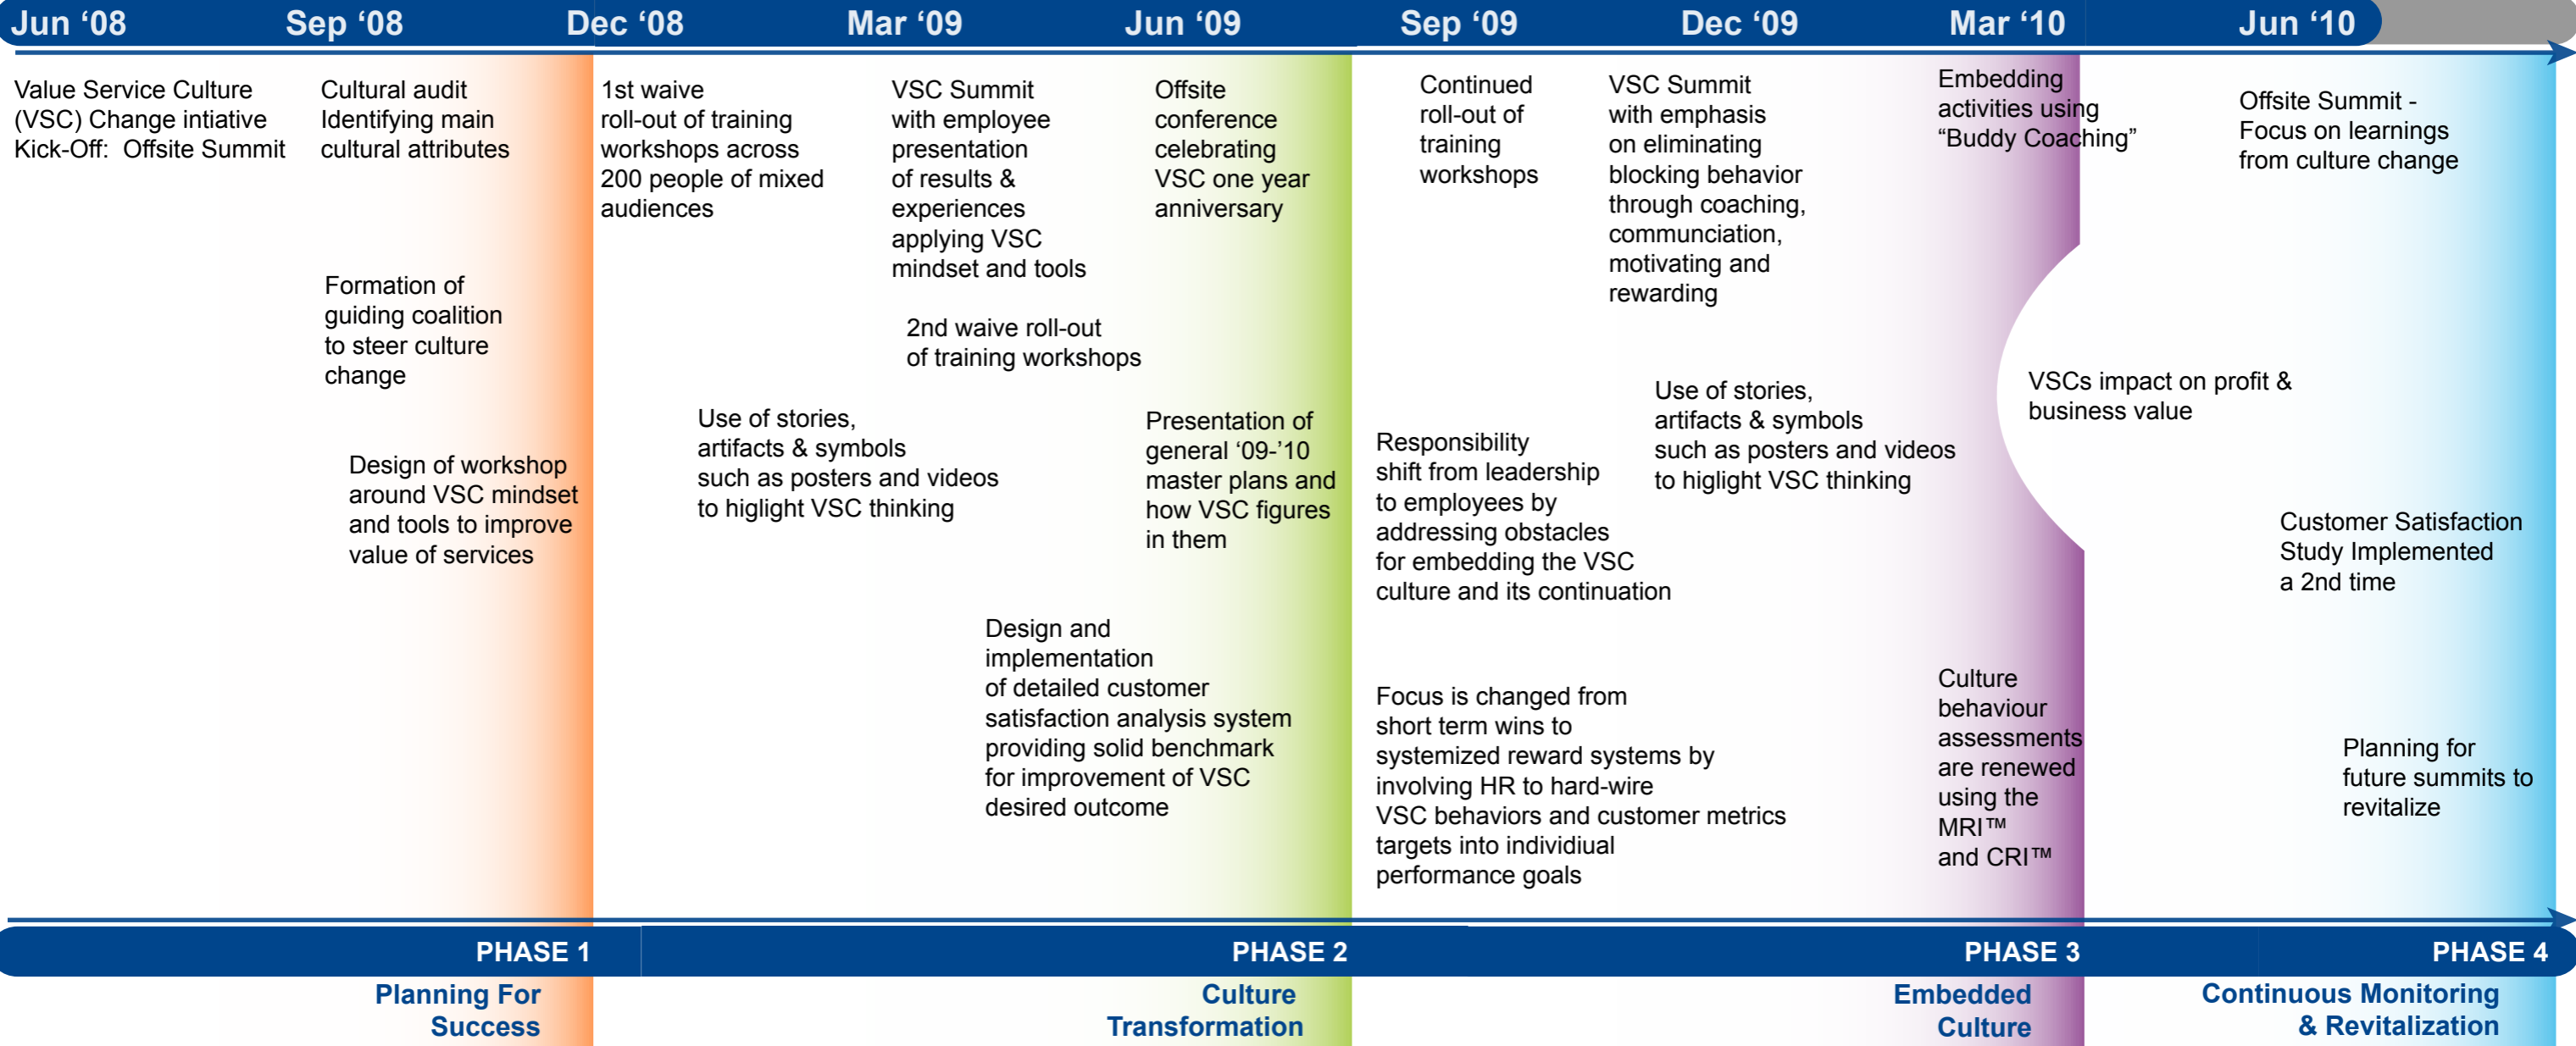 Jun ‘08
Sep ‘08
Dec ‘08
Mar ‘09
Jun ‘09
Sep ‘09
Dec ‘09
Mar ‘10
Jun ‘10
Value Service Culture
(VSC) Change intiative
Kick-Off: Offsite Summit
Cultural audit
Identifying main
cultural attributes
Formation of
guiding coalition
to steer culture
change
Design of workshop
around VSC mindset
and tools to improve
value of services
1st waive
roll-out of training
workshops across
200 people of mixed
audiences
Use of stories,
artifacts & symbols
such as posters and videos
to higlight VSC thinking
VSC Summit
with employee
presentation
of results &
experiences
applying VSC
mindset and tools
2nd waive roll-out
of training workshops
Design and
implementation
of detailed customer
satisfaction analysis system
providing solid benchmark
for improvement of VSC
desired outcome
Offsite
conference
celebrating
VSC one year
anniversary
Presentation of
general ‘09-’10
master plans and
how VSC figures
in them
Continued
roll-out of
training
workshops
Responsibility
shift from leadership
to employees by
addressing obstacles
for embedding the VSC
culture and its continuation
Focus is changed from
short term wins to
systemized reward systems by
involving HR to hard-wire
VSC behaviors and customer metrics
targets into individiual
performance goals
VSC Summit
with emphasis
on eliminating
blocking behavior
through coaching,
communciation,
motivating and
rewarding
Use of stories,
artifacts & symbols
such as posters and videos
to higlight VSC thinking
Embedding
activities using
“Buddy Coaching”
VSCs impact on profit &
business value
Culture
behaviour
assessments
are renewed
using the
MRI™
and CRI™
Offsite Summit -
Focus on learnings
from culture change
Customer Satisfaction
Study Implemented
a 2nd time
Planning for
future summits to
revitalize
PHASE 1
PHASE 2
PHASE 3
PHASE 4
Planning For
Success
Culture
Transformation
Embedded
Culture
Continuous Monitoring
& Revitalization